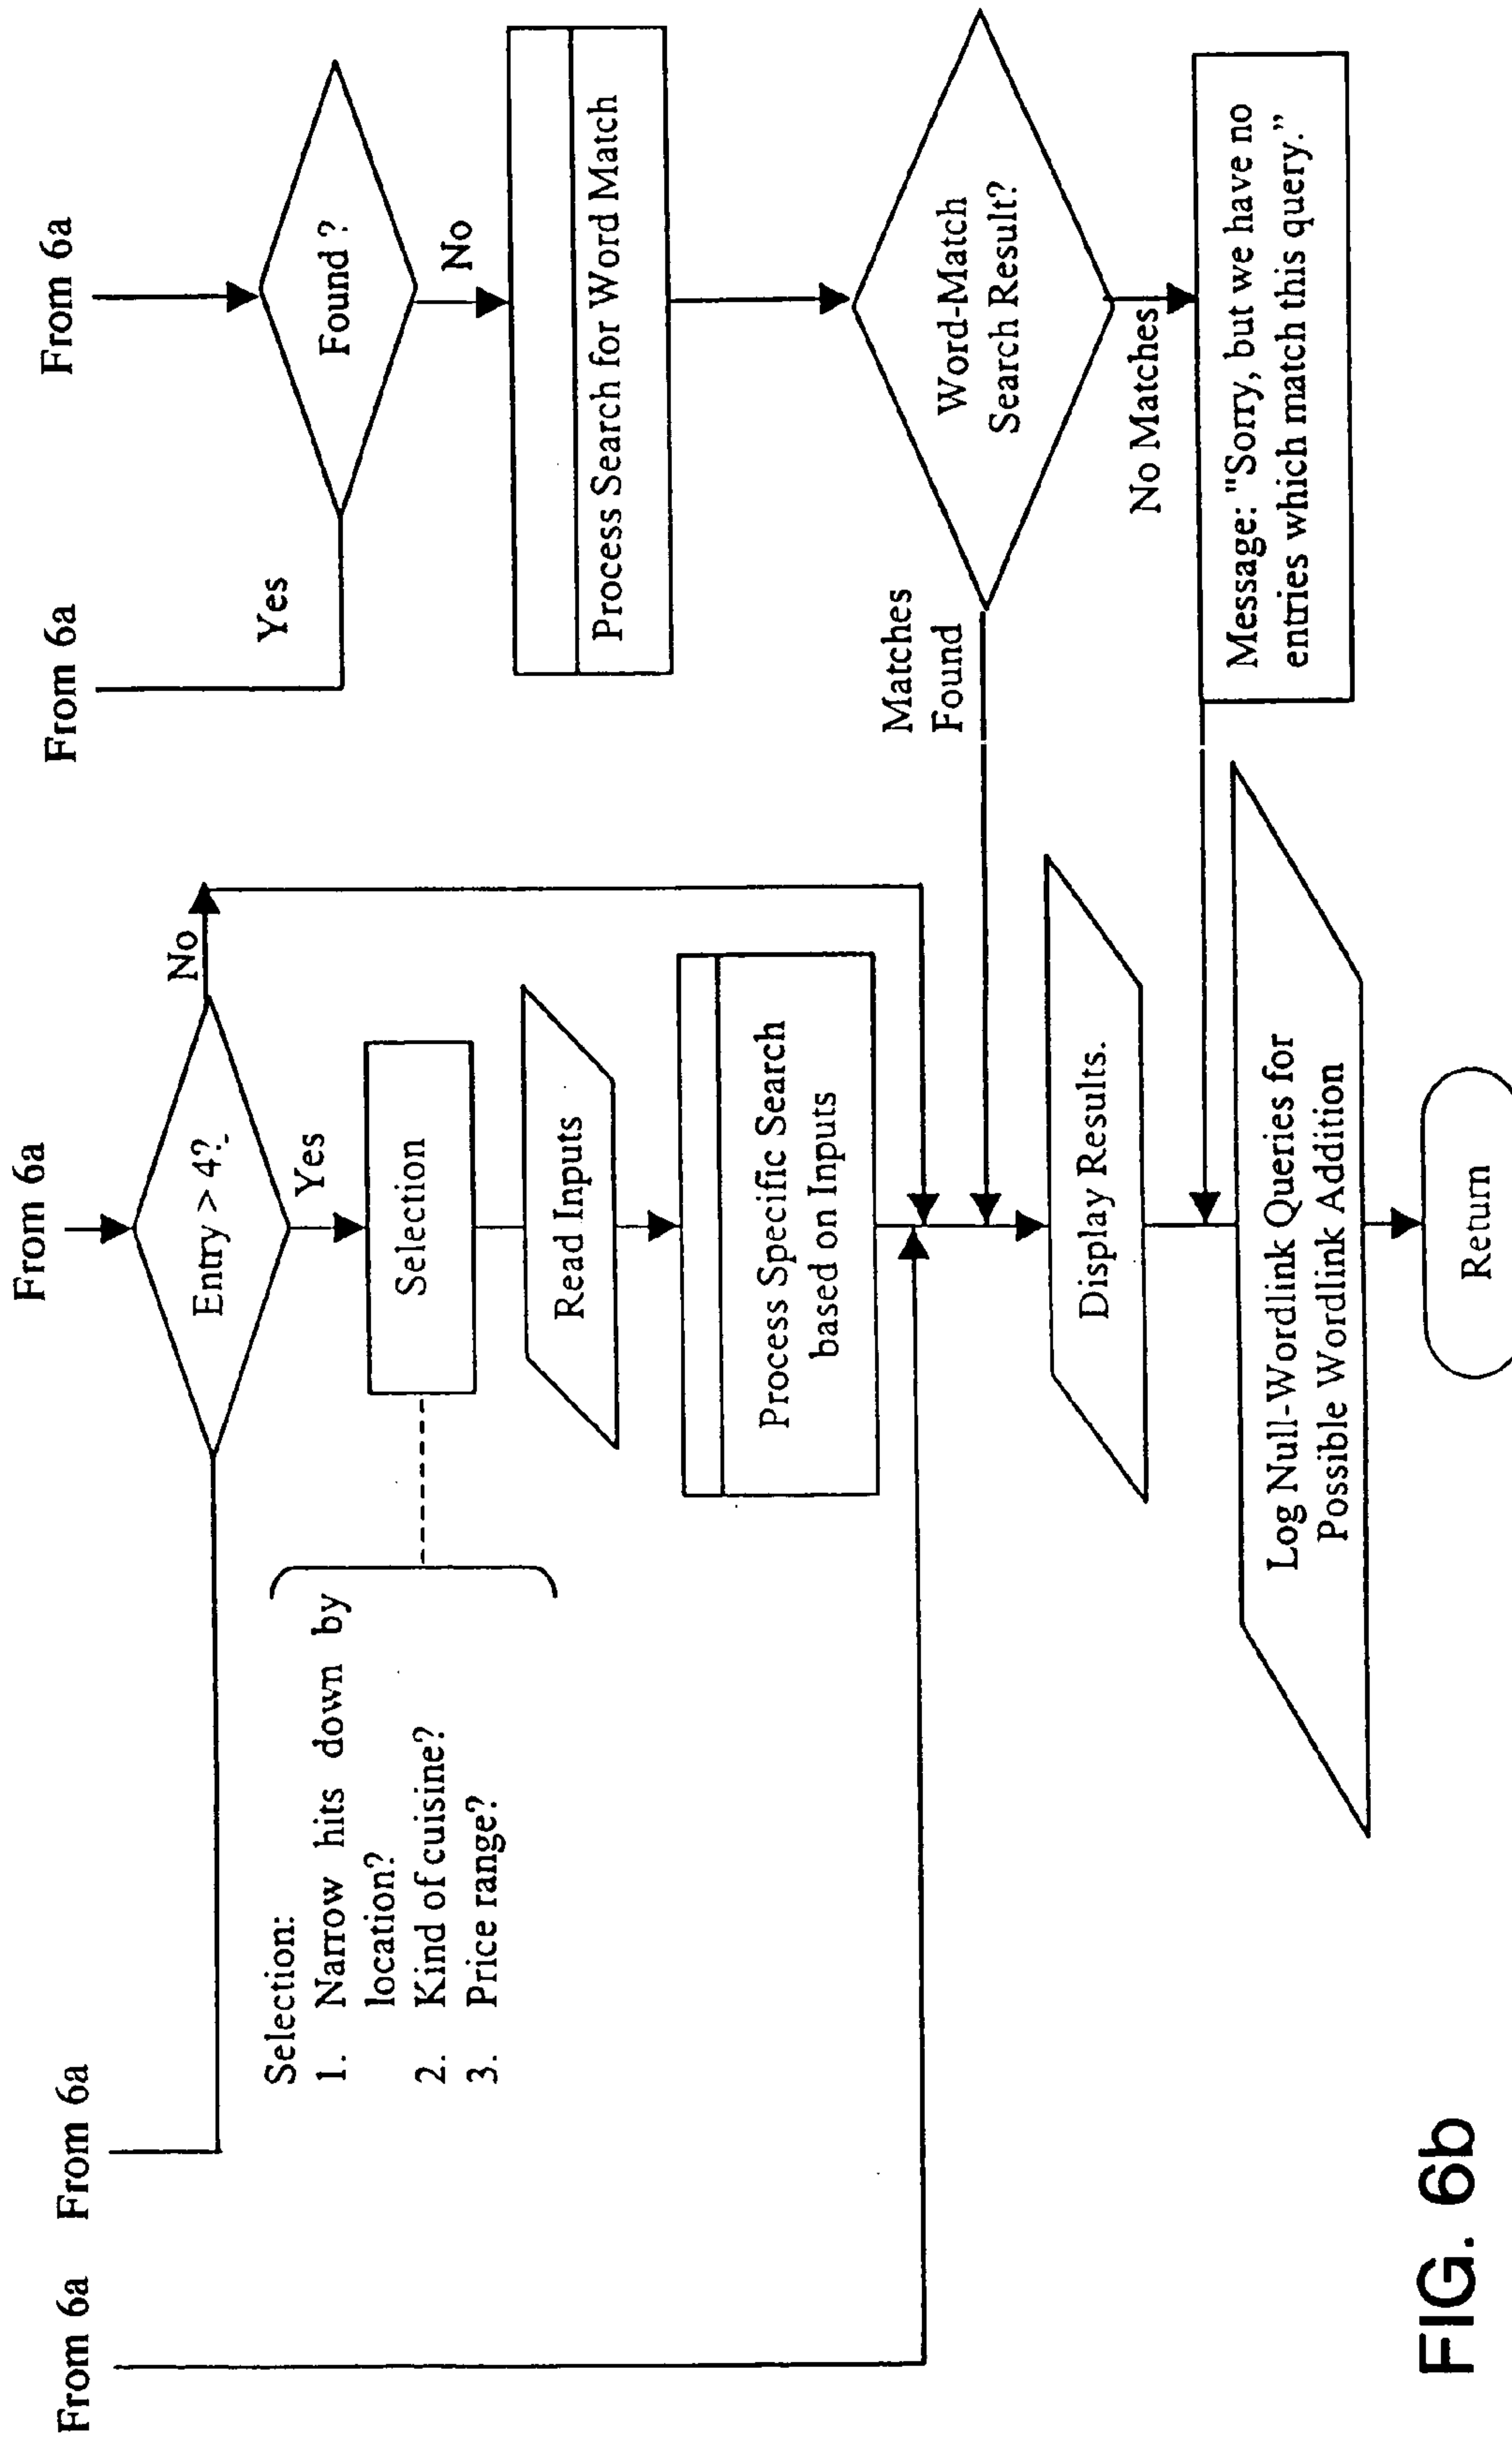 From 6a
From 6a
From 6a
From 6a
From 6a
Entry > 4?
No
Yes
Selection
Selection:
1. Narrow hits down by
location?
2. Kind of cuisine?
3. Price range?
Read Inputs
Process Specific Search
based on Inputs
Found ?
Yes
No
Process Search for Word Match
Word-Match
Search Result?
Matches
Found
No Matches
Message: "Sorry, but we have no
entries which match this query."
Display Results.
Log Null-Wordlink Queries for
Possible Wordlink Addition
Return
FIG. 6b